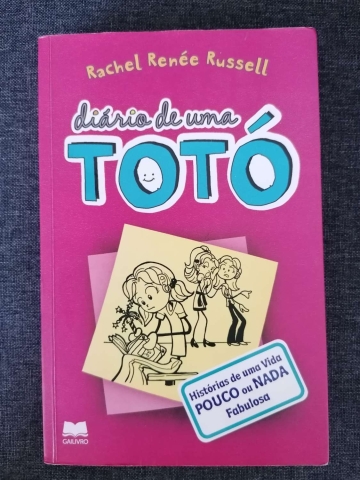 Rachel Renée Russell
diário de uma
TOTÓ
Histórias de uma Vida
POUCO ou NADA
Fabulosa
GAILIVRO